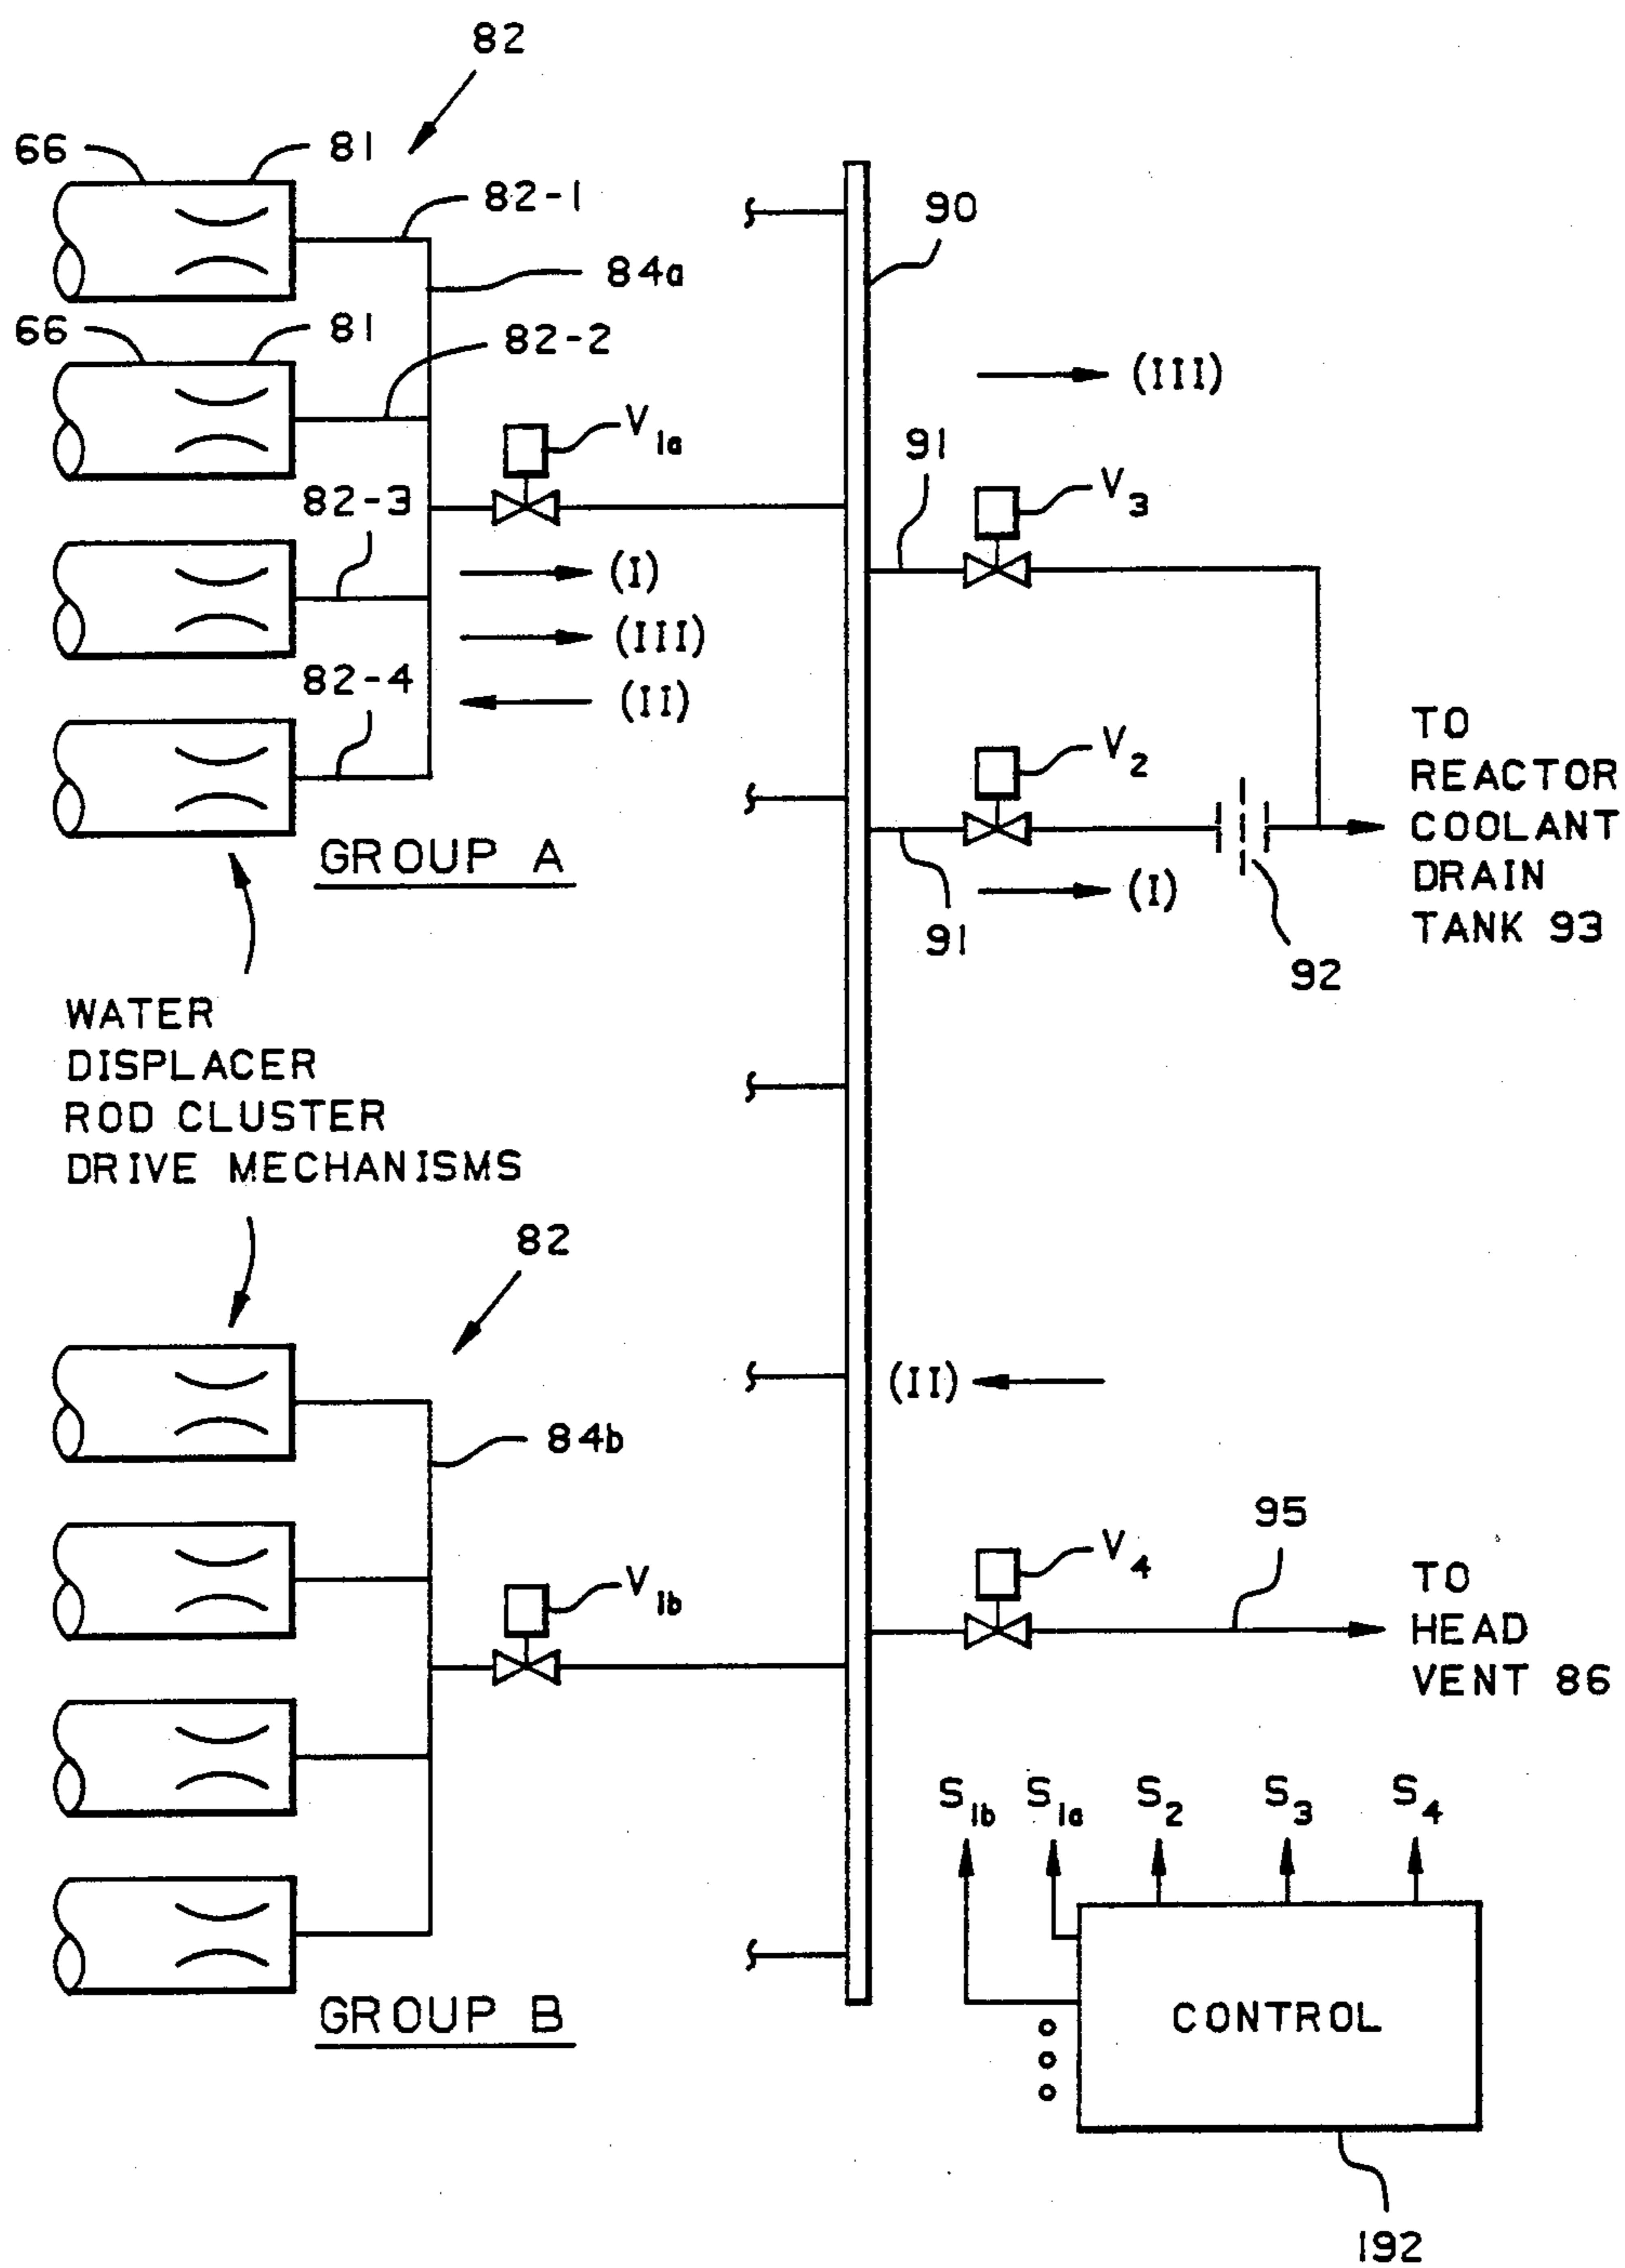 82
66
81
82-1
84a
66
81
82-2
V1a
82-3
(I)
(III)
82-4
(II)
GROUP A
90
(III)
91
V3
V2
91
(I)
92
TO
REACTOR
COOLANT
DRAIN
TANK 93
WATER
DISPLACER
ROD CLUSTER
DRIVE MECHANISMS
82
84b
V1b
GROUP B
(II)
V4
95
TO
HEAD
VENT 86
S1b
S1a
S2
S3
S4
CONTROL
192